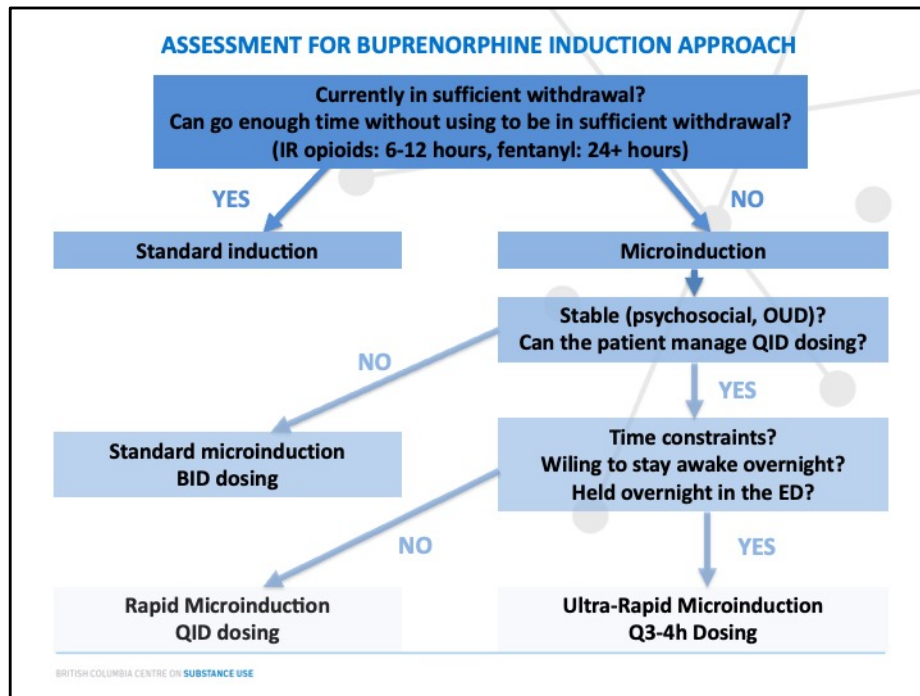 ASSESSMENT FOR BUPRENORPHINE INDUCTION APPROACH
Currently in sufficient withdrawal?
Can go enough time without using to be in sufficient withdrawal?
(IR opioids: 6-12 hours, fentanyl: 24+ hours)
YES
NO
Standard induction
Microinduction
Stable (psychosocial, OUD)?
Can the patient manage QID dosing?
NO
YES
Standard microinduction
BID dosing
Time constraints?
Wiling to stay awake overnight?
Held overnight in the ED?
NO
YES
Rapid Microinduction
QID dosing
Ultra-Rapid Microinduction
Q3-4h Dosing
BRITISH COLUMBIA CENTRE ON SUBSTANCE USE